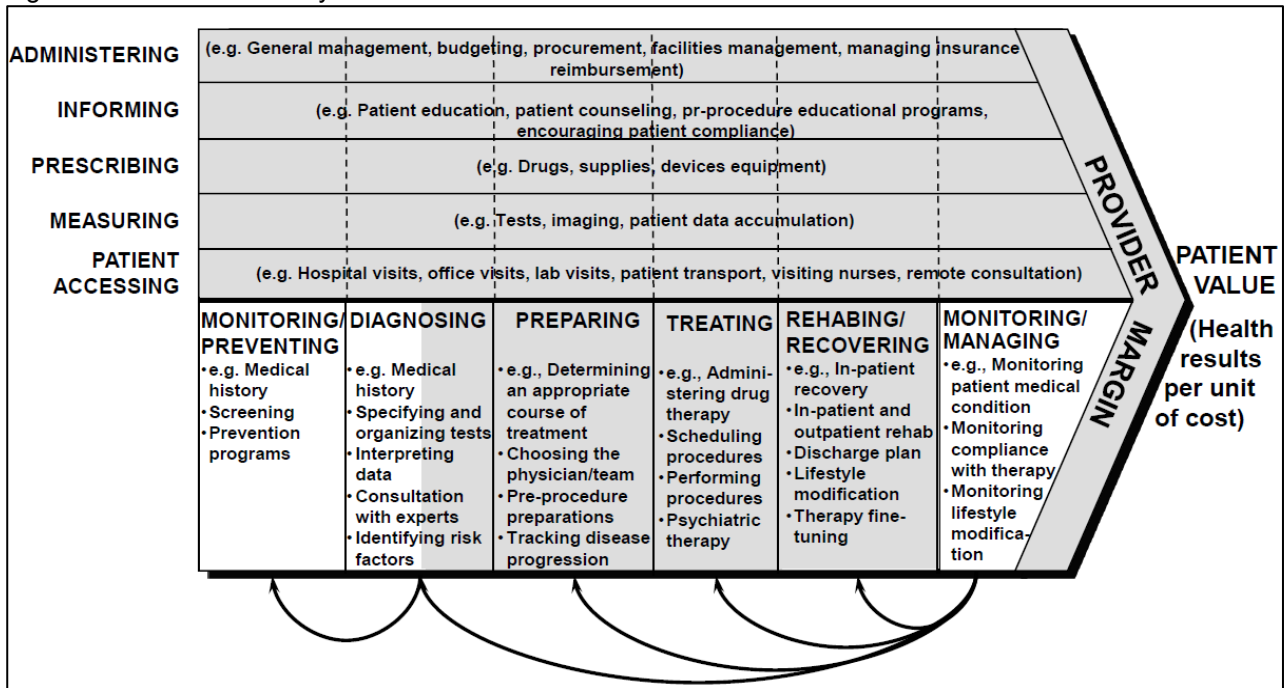 ADMINISTERING
(e.g. General management, budgeting, procurement, facilities management, managing insurance
reimbursement)
INFORMING
(e.g. Patient education, patient counseling, pr-procedure educational programs,
encouraging patient compliance)
PRESCRIBING
(e.g. Drugs, supplies, devices equipment)
MEASURING
(e.g. Tests, imaging, patient data accumulation)
PATIENT
ACCESSING
(e.g. Hospital visits, office visits, lab visits, patient transport, visiting nurses, remote consultation)
MONITORING/
PREVENTING
• e.g. Medical
history
• Screening
• Prevention
programs
DIAGNOSING
• e.g. Medical
history
• Specifying and
organizing tests
• Interpreting
data
• Consultation
with experts
• Identifying risk
factors
PREPARING
• e.g., Determining
an appropriate
course of
treatment
• Choosing the
physician/team
• Pre-procedure
preparations
• Tracking disease
progression
TREATING
• e.g., Admini-
stering drug
therapy
• Scheduling
procedures
• Performing
procedures
• Psychiatric
therapy
REHABING/
RECOVERING
• e.g., In-patient
recovery
• In-patient and
outpatient rehab
• Discharge plan
• Lifestyle
modification
• Therapy fine-
tuning
MONITORING/
MANAGING
• e.g., Monitoring
patient medical
condition
• Monitoring
compliance
with therapy
• Monitoring
lifestyle
modifica-
tion
PROVIDER
MARGIN
PATIENT
VALUE
(Health
results
per unit
of cost)